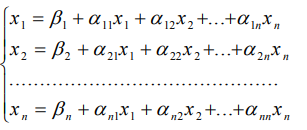 x₁ = β₁ + α₁₁x₁ + α₁₂x₂ +...+α₁ₙxₙ
x₂ = β₂ + α₂₁x₁ + α₂₂x₂ +...+α₂ₙxₙ
.................................................
xₙ = βₙ + αₙ₁x₁ + αₙ₂x₂ +...+αₙₙxₙ